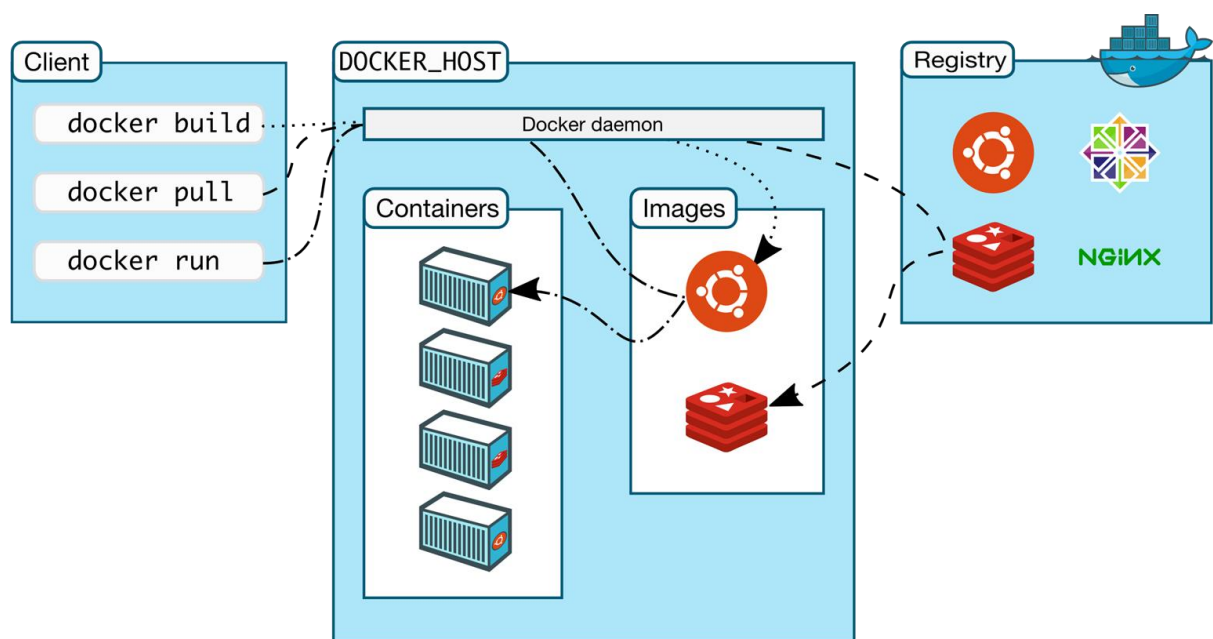 Client
docker build
docker pull
docker run
DOCKER_HOST
Docker daemon
Containers
Images
Registry
NGiNX